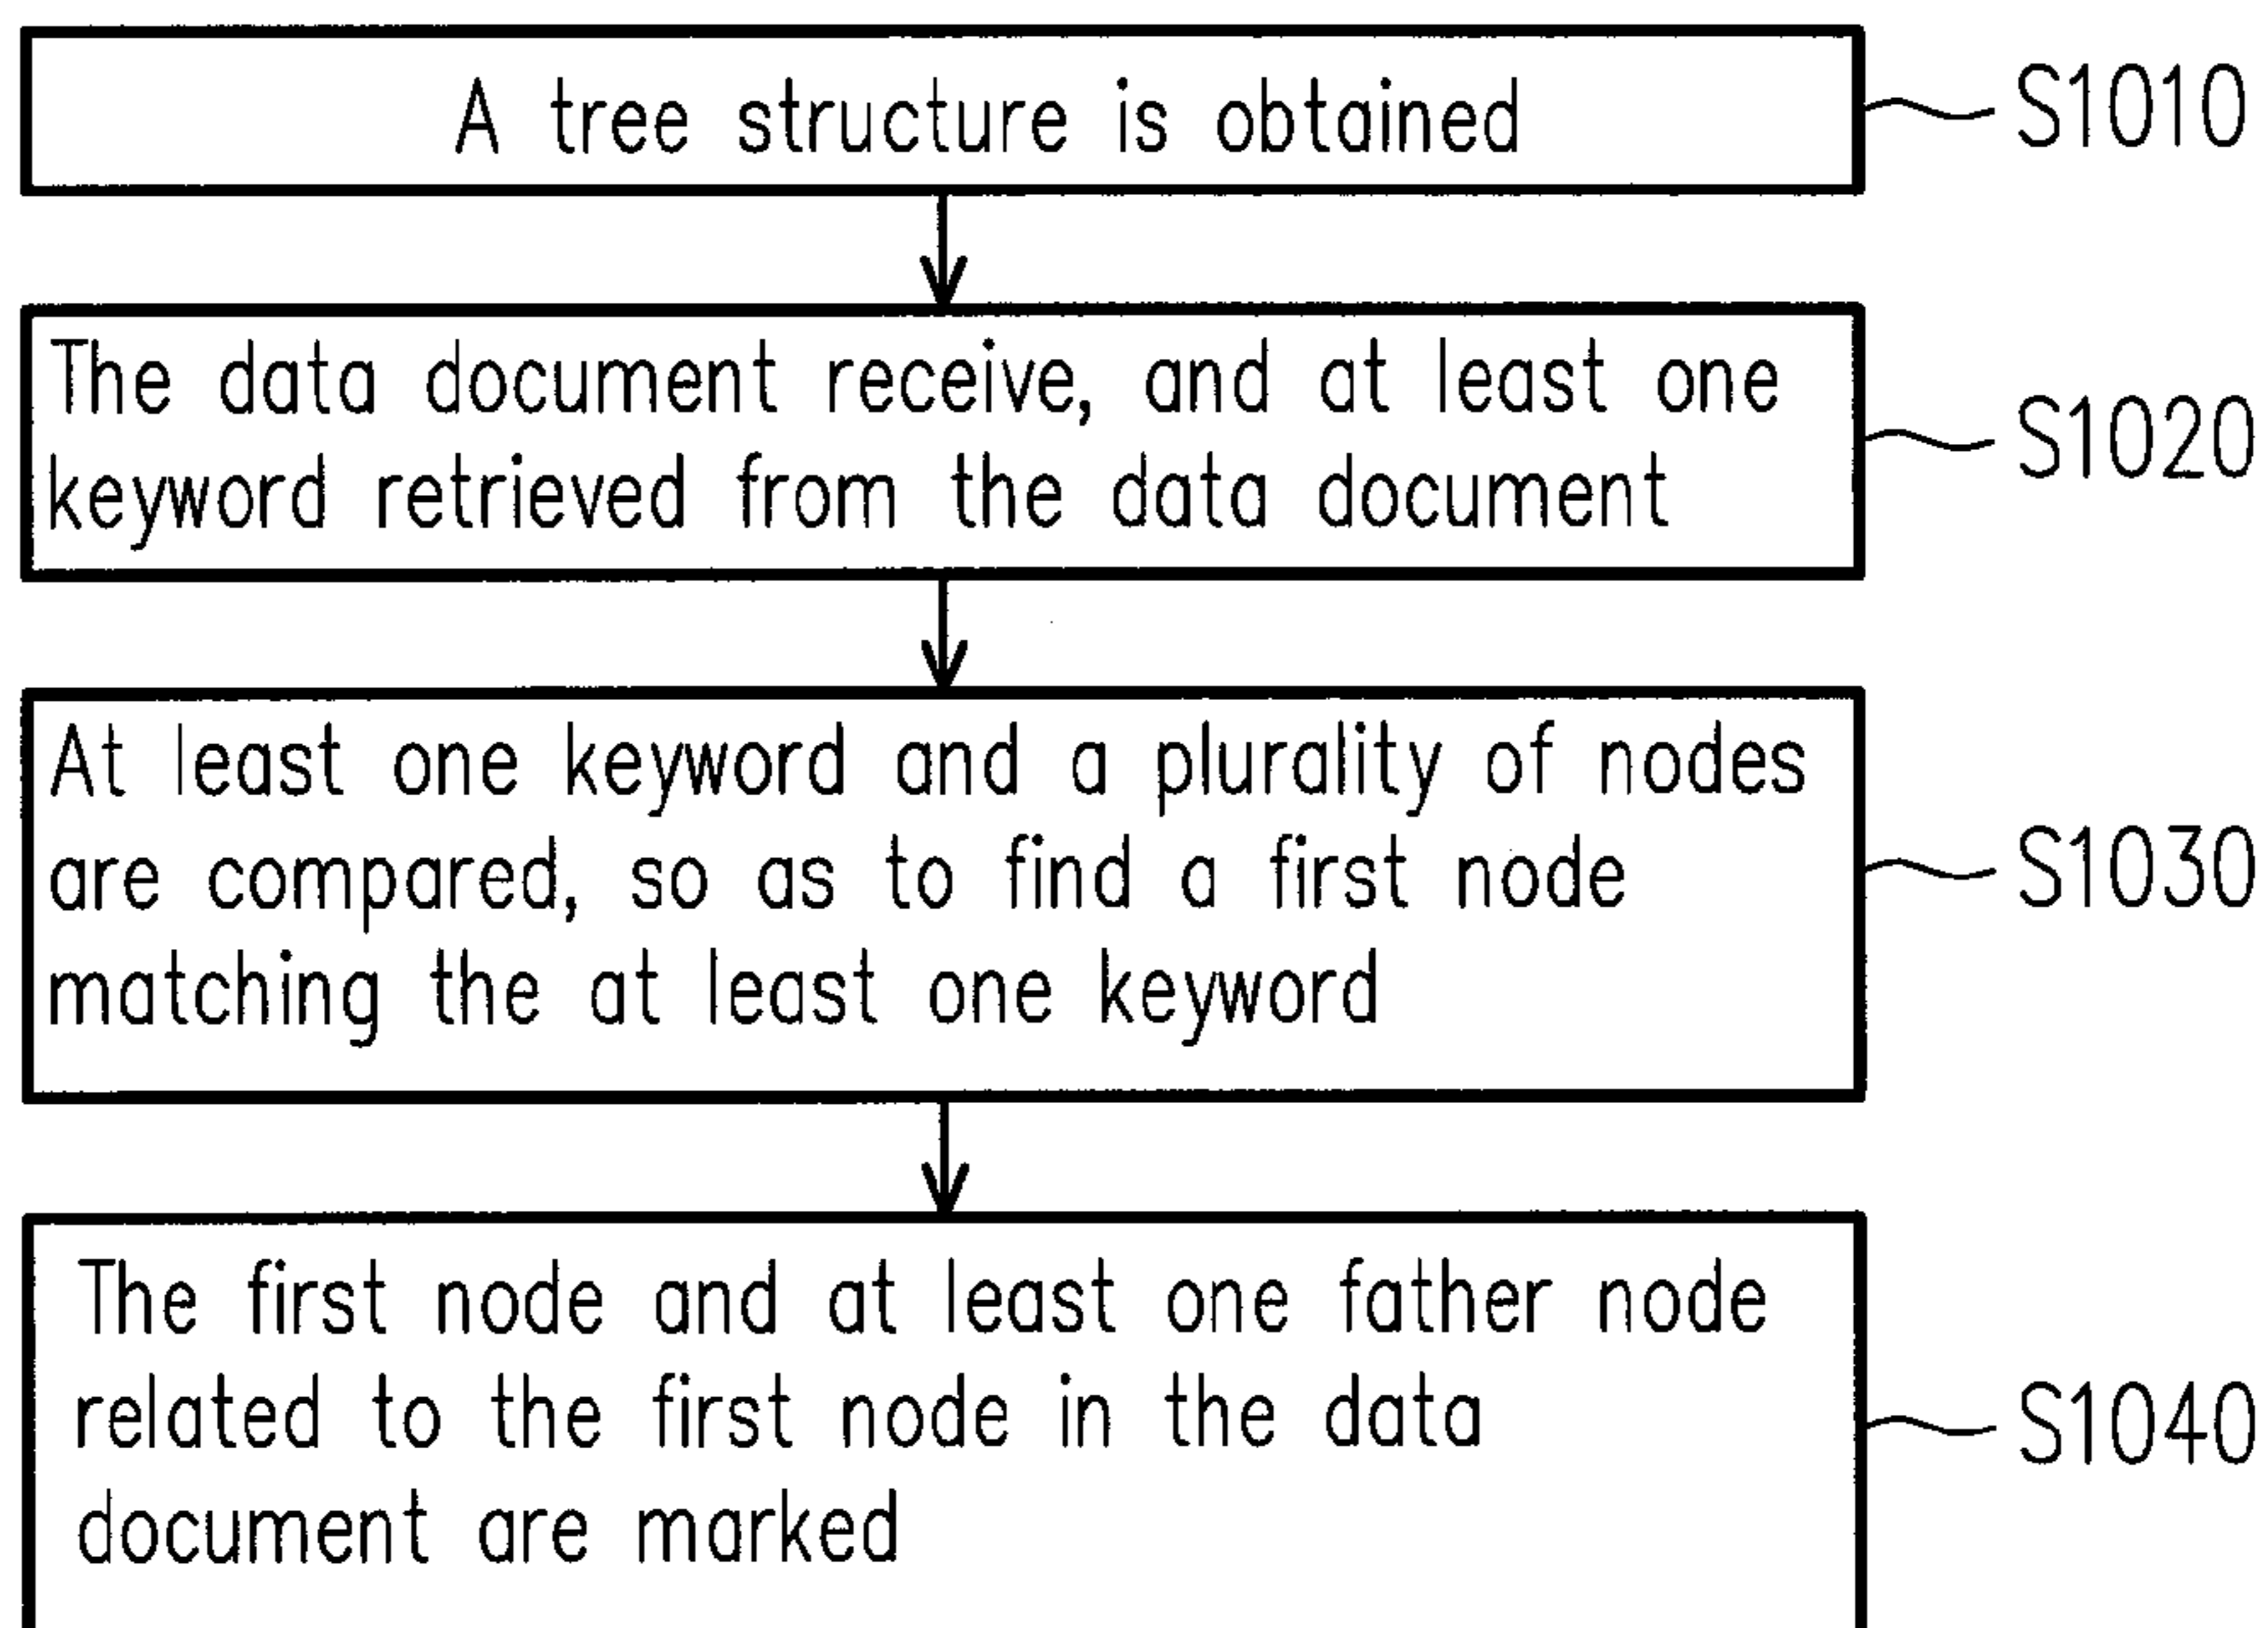 A tree structure is obtained
S1010
The data document receive, and at least one
keyword retrieved from the data document
S1020
At least one keyword and a plurality of nodes
are compared, so as to find a first node
matching the at least one keyword
S1030
The first node and at least one father node
related to the first node in the data
document are marked
S1040